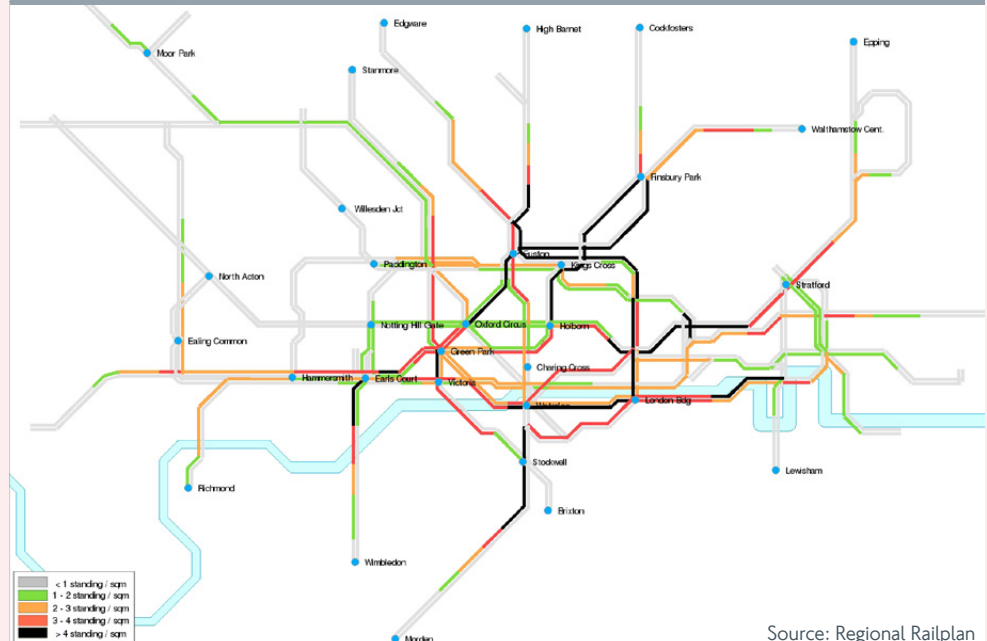 Edgware
High Barnet
Cockfosters
Epping
Moor Park
Stanmore
Walthamstow Cent.
Finsbury Park
Willesden Jct
Euston
Paddington
Kings Cross
North Acton
Stratford
Notting Hill Gate
Oxford Circus
Holborn
Ealing Common
Green Park
Charing Cross
Hammersmith
Earls Court
Victoria
Waterloo
London Bdg
Stockwell
Lewisham
Richmond
Brixton
Wimbledon
< 1 standing / sqm
1 - 2 standing / sqm
2 - 3 standing / sqm
3 - 4 standing / sqm
> 4 standing / sqm
Morden
Source: Regional Railplan